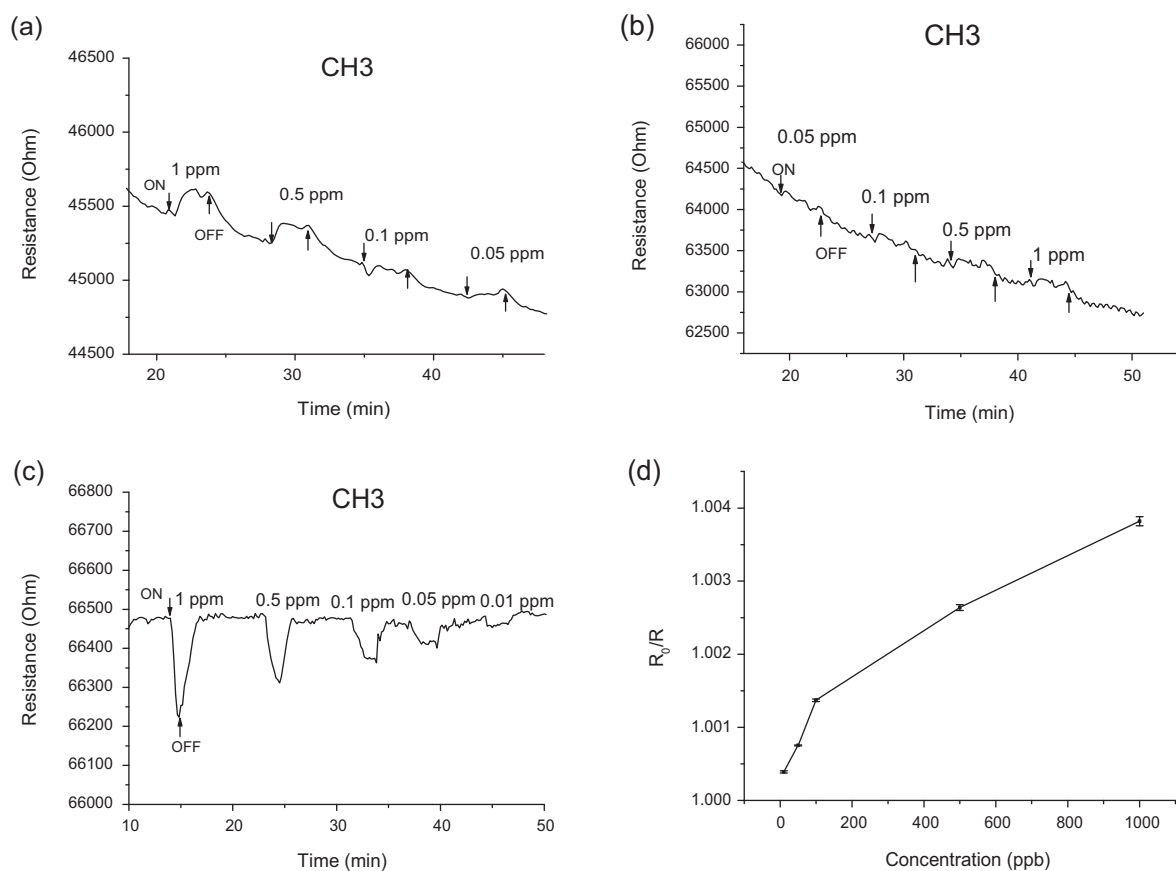 (a)
CH3
46500
46000
45500
45000
44500
Resistance (Ohm)
ON
1 ppm
OFF
0.5 ppm
0.1 ppm
0.05 ppm
20
30
40
Time (min)
(b)
CH3
66000
65500
65000
64500
64000
63500
63000
62500
Resistance (Ohm)
0.05 ppm
ON
OFF
0.1 ppm
0.5 ppm
1 ppm
20
30
40
50
Time (min)
(c)
CH3
66800
66700
66600
66500
66400
66300
66200
66100
66000
Resistance (Ohm)
ON
1 ppm
0.5 ppm
0.1 ppm
0.05 ppm
0.01 ppm
OFF
10
20
30
40
50
Time (min)
(d)
1.004
1.003
1.002
1.001
1.000
R₀/R
0
200
400
600
800
1000
Concentration (ppb)